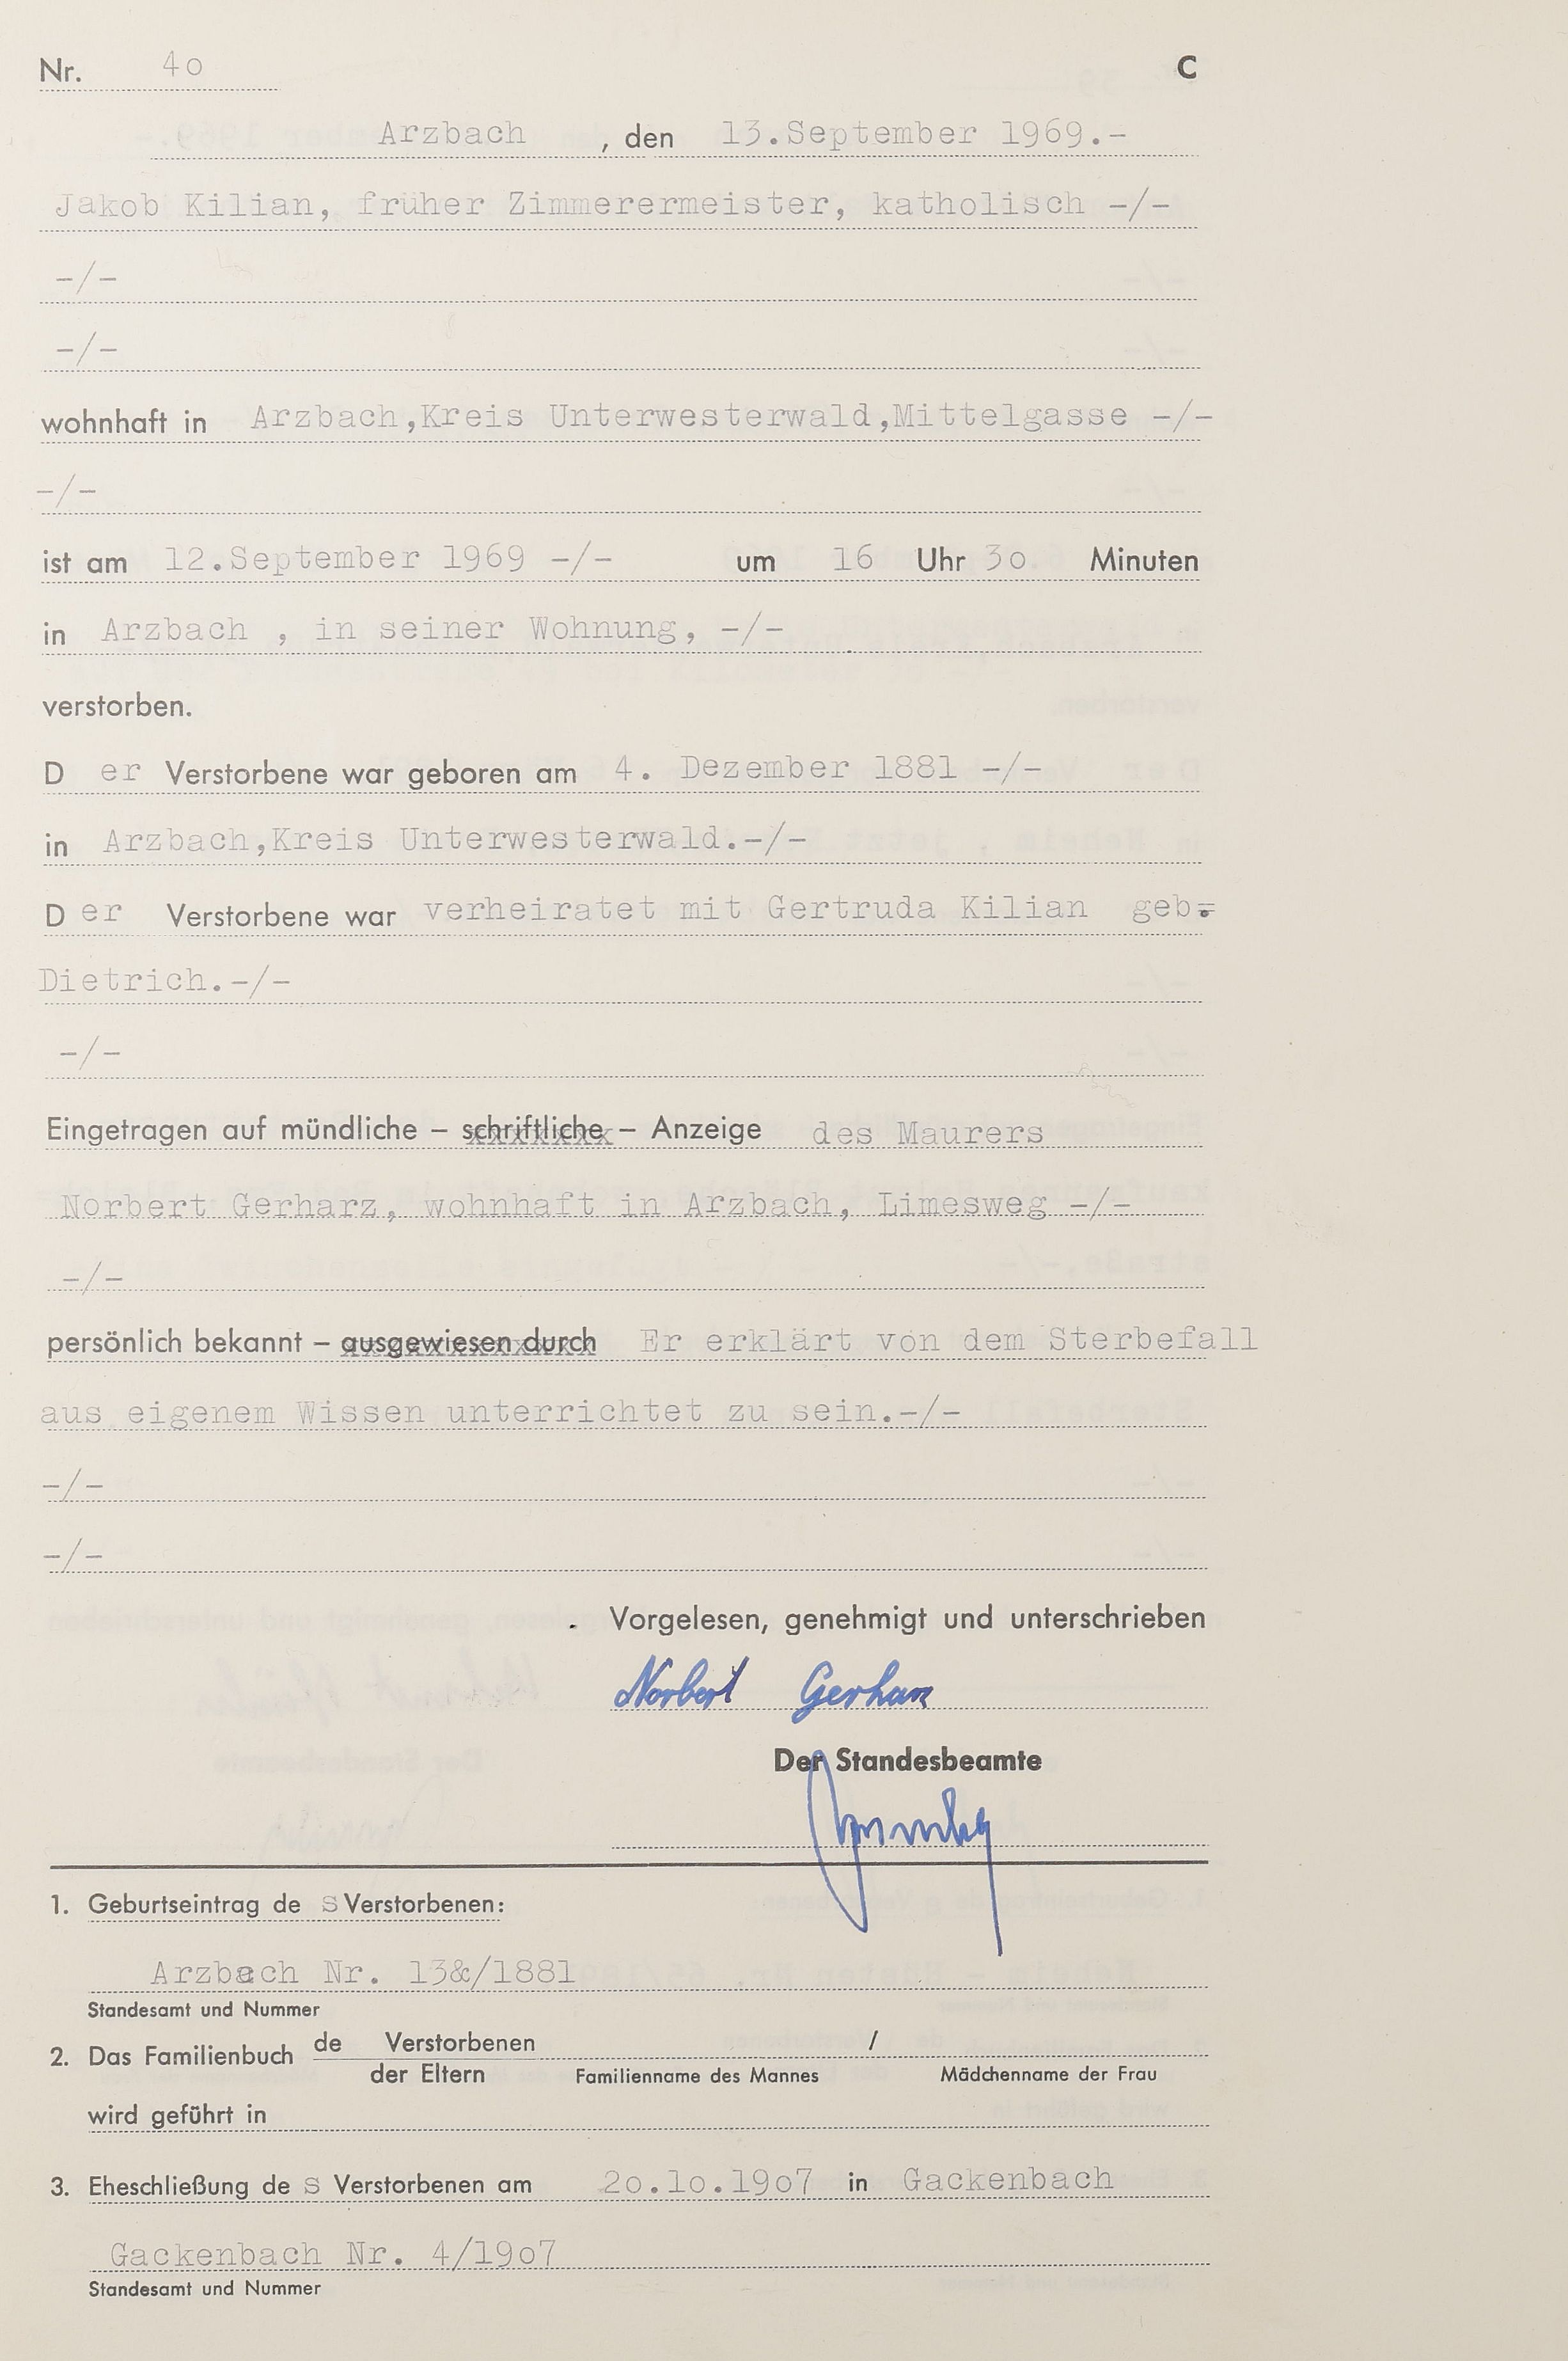 Nr. 4o C
Arzbach , den 13.September 1969.-
Jakob Kilian, früher Zimmerermeister, katholisch -/-
-/-
-/-
wohnhaft in Arzbach,Kreis Unterwesterwald,Mittelgasse -/-
-/-
ist am 12.September 1969 -/- um 16 Uhr 3o Minuten
in Arzbach , in seiner Wohnung, -/-
verstorben.
D er Verstorbene war geboren am 4. Dezember 1881 -/-
in Arzbach,Kreis Unterwesterwald.-/-
D er Verstorbene war verheiratet mit Gertruda Kilian geb.
Dietrich.-/-
-/-
Eingetragen auf mündliche – schriftliche – Anzeige des Maurers
Norbert Gerharz, wohnhaft in Arzbach, Limesweg -/-
-/-
persönlich bekannt – ausgewiesen durch Er erklärt von dem Sterbefall
aus eigenem Wissen unterrichtet zu sein.-/-
-/-
-/-
Vorgelesen, genehmigt und unterschrieben
Norbert Gerharz
Der Standesbeamte
1. Geburtseintrag de s Verstorbenen:
Arzbach Nr. 13&/1881
Standesamt und Nummer
2. Das Familienbuch de Verstorbenen /
der Eltern Familienname des Mannes Mädchenname der Frau
wird geführt in
3. Eheschließung de s Verstorbenen am 2o.1o.19o7 in Gackenbach
Gackenbach Nr. 4/19o7
Standesamt und Nummer